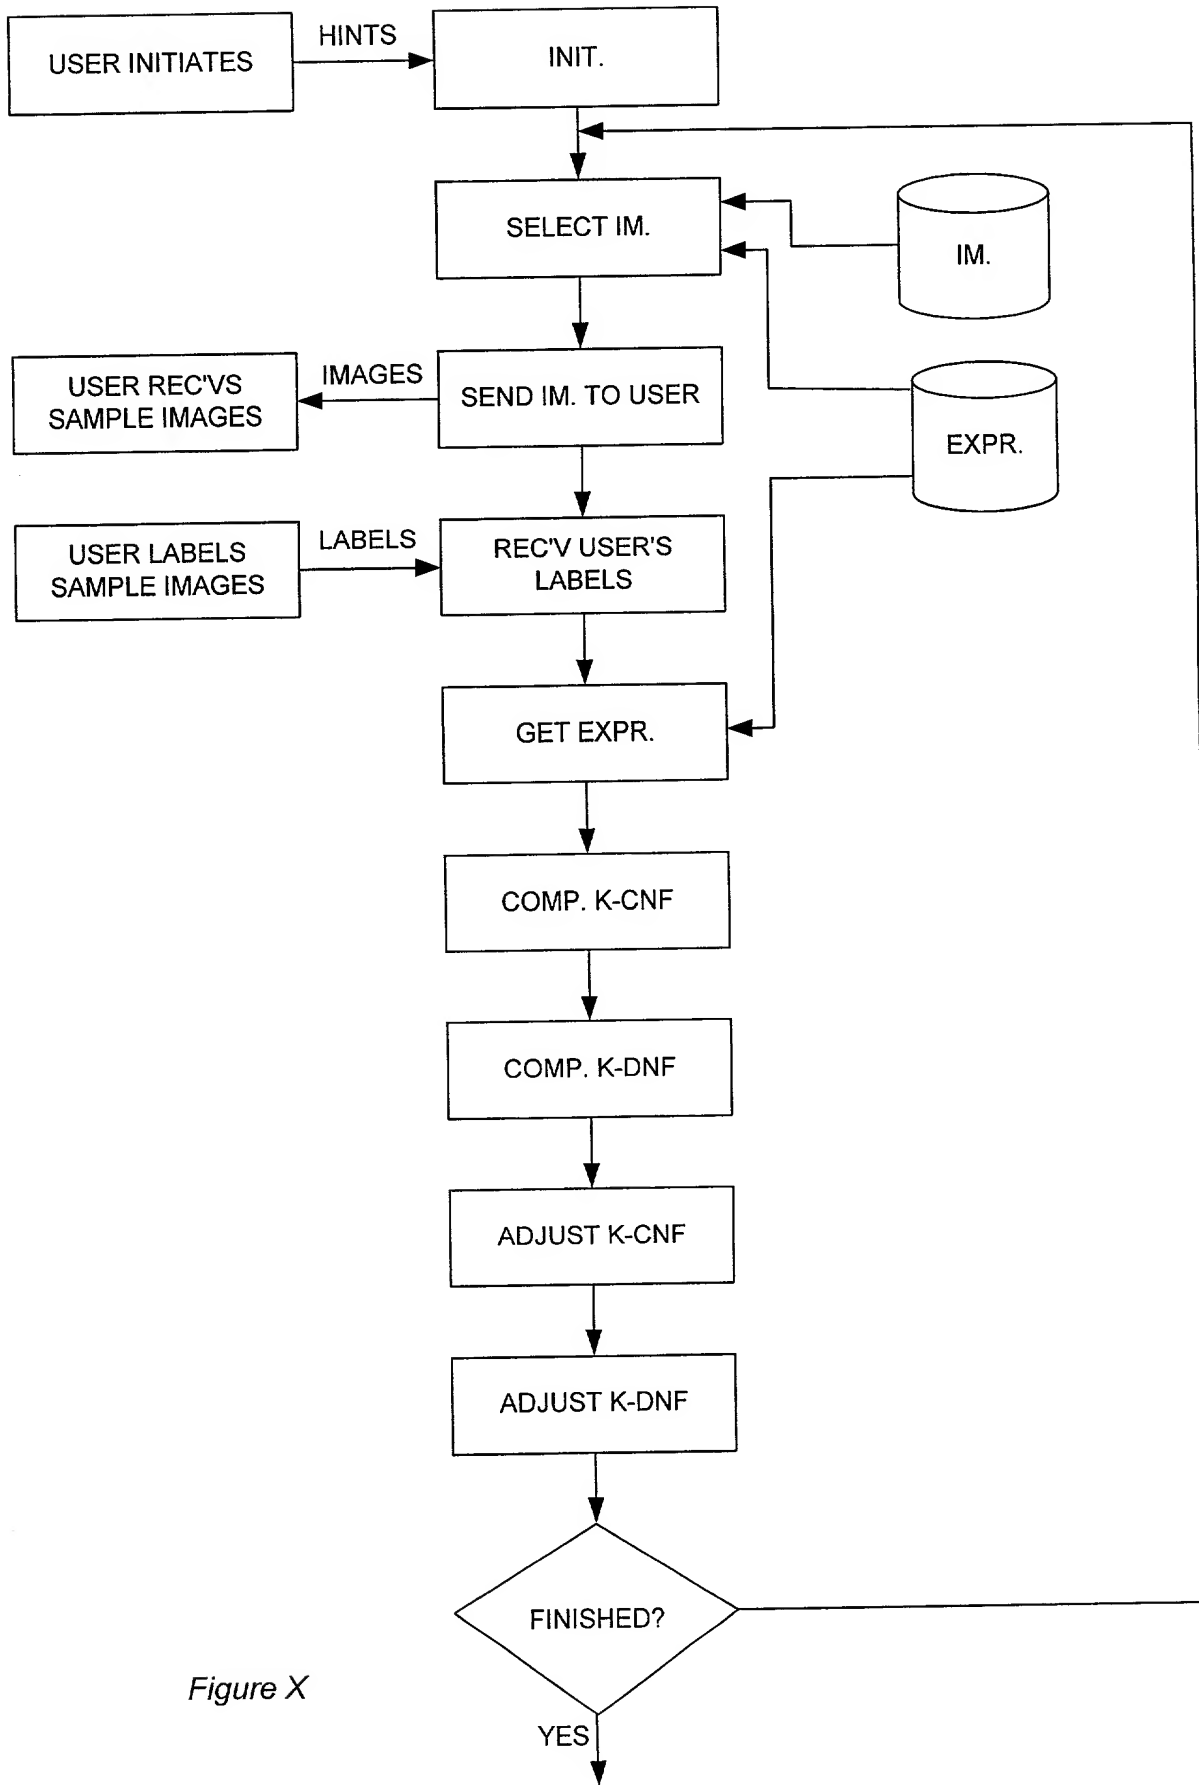 USER INITIATES
HINTS
INIT.
SELECT IM.
IM.
USER REC'VS
SAMPLE IMAGES
IMAGES
SEND IM. TO USER
EXPR.
USER LABELS
SAMPLE IMAGES
LABELS
REC'V USER'S
LABELS
GET EXPR.
COMP. K-CNF
COMP. K-DNF
ADJUST K-CNF
ADJUST K-DNF
FINISHED?
Figure X
YES